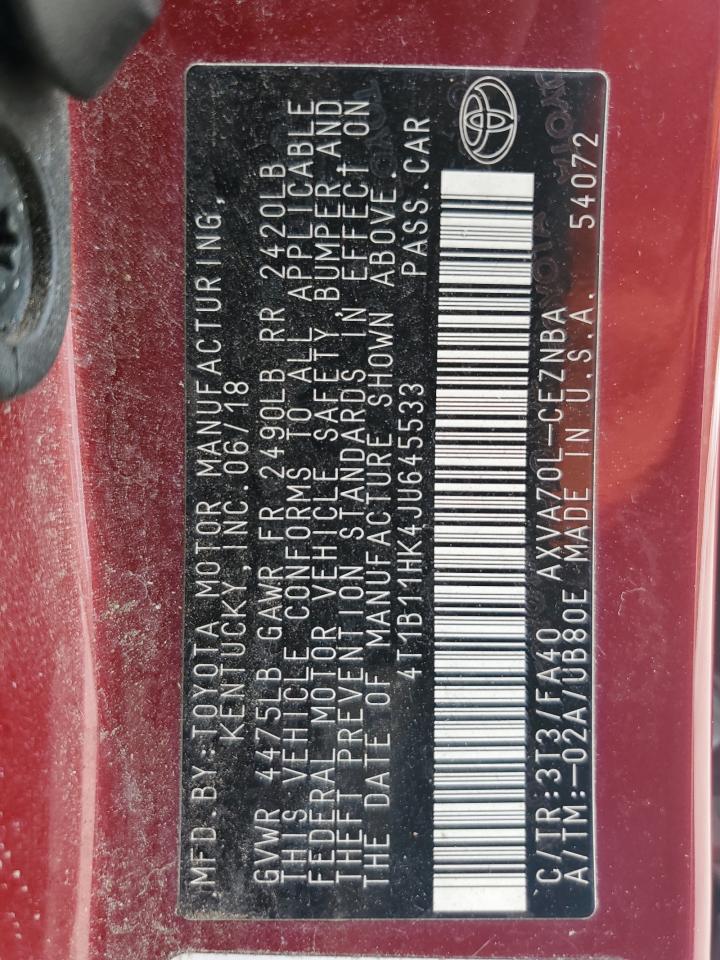 MFD.BY:TOYOTA MOTOR MANUFACTURING,
KENTUCKY,INC.06/18
GVWR 4475LB GAWR FR 2490LB RR 2420LB
THIS VEHICLE CONFORMS TO ALL APPLICABLE
FEDERAL MOTOR VEHICLE SAFETY,BUMPER AND
THEFT PREVENTION STANDARDS IN EFFECT ON
THE DATE OF MANUFACTURE SHOWN ABOVE.
4T1B11HK4JU645533 PASS.CAR
C/TR:3T3/FA40 AXVA70L-CEZNBA
A/TM:-02A/UB80E MADE IN U.S.A. 54072